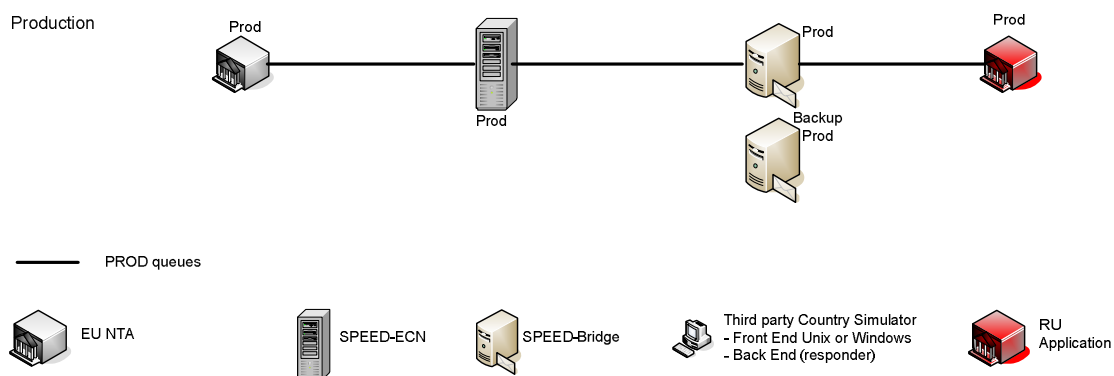 Production
Prod
Prod
Prod
Prod
Backup
Prod
PROD queues
EU NTA
SPEED-ECN
SPEED-Bridge
Third party Country Simulator
- Front End Unix or Windows
- Back End (responder)
RU
Application